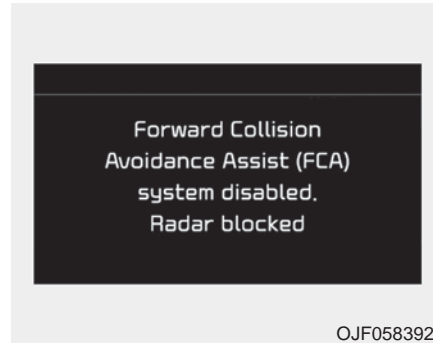 Forward Collision
Avoidance Assist (FCA)
system disabled.
Radar blocked
OJF058392